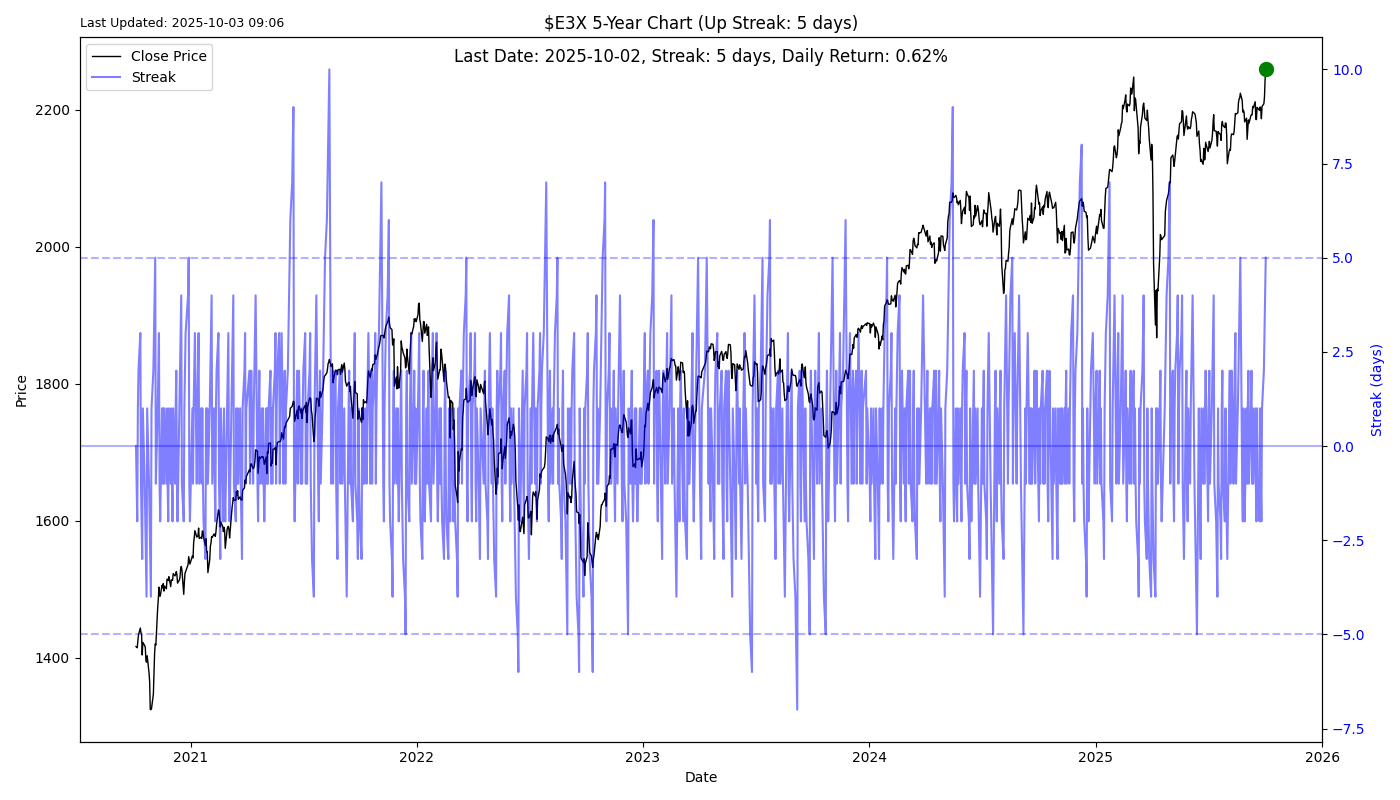 Last Updated: 2025-10-03 09:06
$E3X 5-Year Chart (Up Streak: 5 days)
Last Date: 2025-10-02, Streak: 5 days, Daily Return: 0.62%
Close Price
Streak
2200
2000
1800
1600
1400
Price
10.0
7.5
5.0
2.5
0.0
−2.5
−5.0
−7.5
Streak (days)
2021
2022
2023
2024
2025
2026
Date